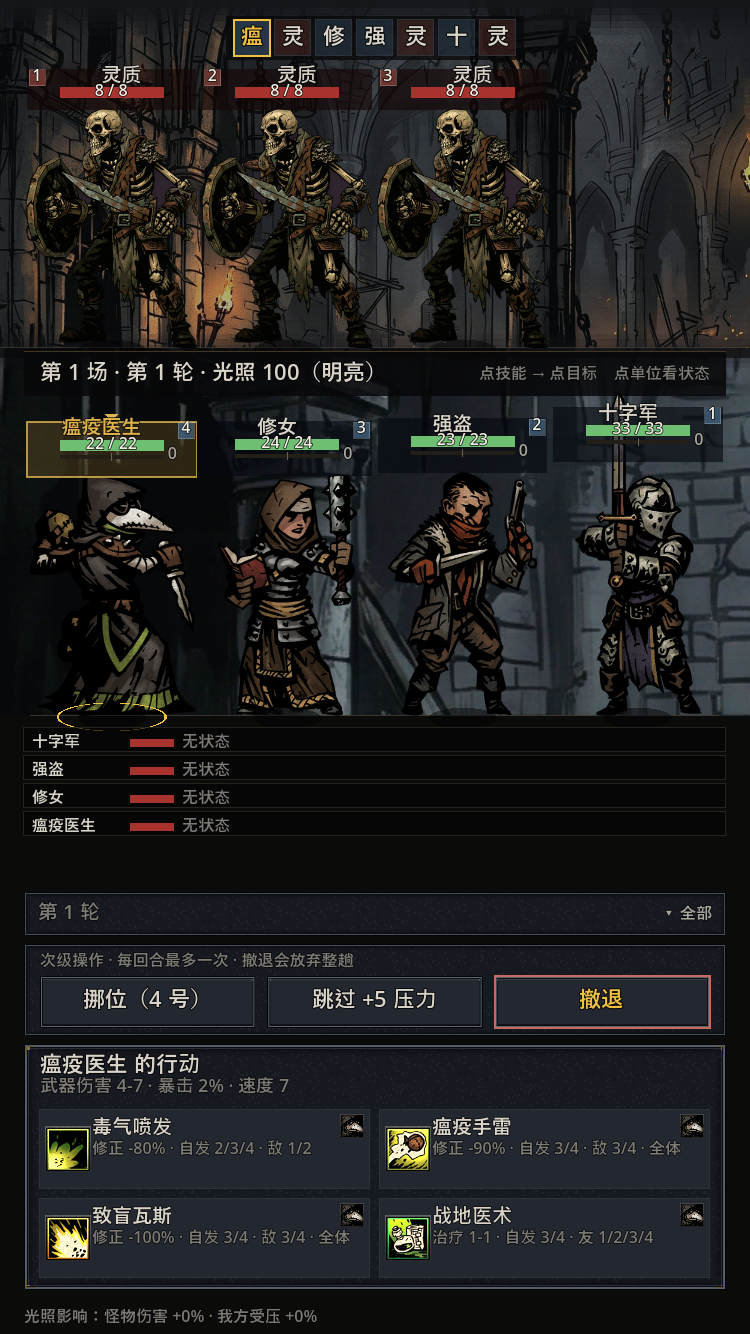 瘟 灵 修 强 灵 十 灵
1 灵质 2 灵质 3 灵质
8 / 8 8 / 8 8 / 8
第 1 场 · 第 1 轮 · 光照 100（明亮） 点技能 → 点目标 点单位看状态
瘟疫医生 4 修女 3 强盗 2 十字军 1
22 / 22 0 24 / 24 0 23 / 23 0 33 / 33 0
十字军 无状态
强盗 无状态
修女 无状态
瘟疫医生 无状态
第 1 轮 ▾ 全部
次级操作 · 每回合最多一次 · 撤退会放弃整趟
挪位（4 号） 跳过 +5 压力 撤退
瘟疫医生 的行动
武器伤害 4-7 · 暴击 2% · 速度 7
毒气喷发
修正 -80% · 自发 2/3/4 · 敌 1/2
瘟疫手雷
修正 -90% · 自发 3/4 · 敌 3/4 · 全体
致盲瓦斯
修正 -100% · 自发 3/4 · 敌 3/4 · 全体
战地医术
治疗 1-1 · 自发 3/4 · 友 1/2/3/4
光照影响：怪物伤害 +0% · 我方受压 +0%